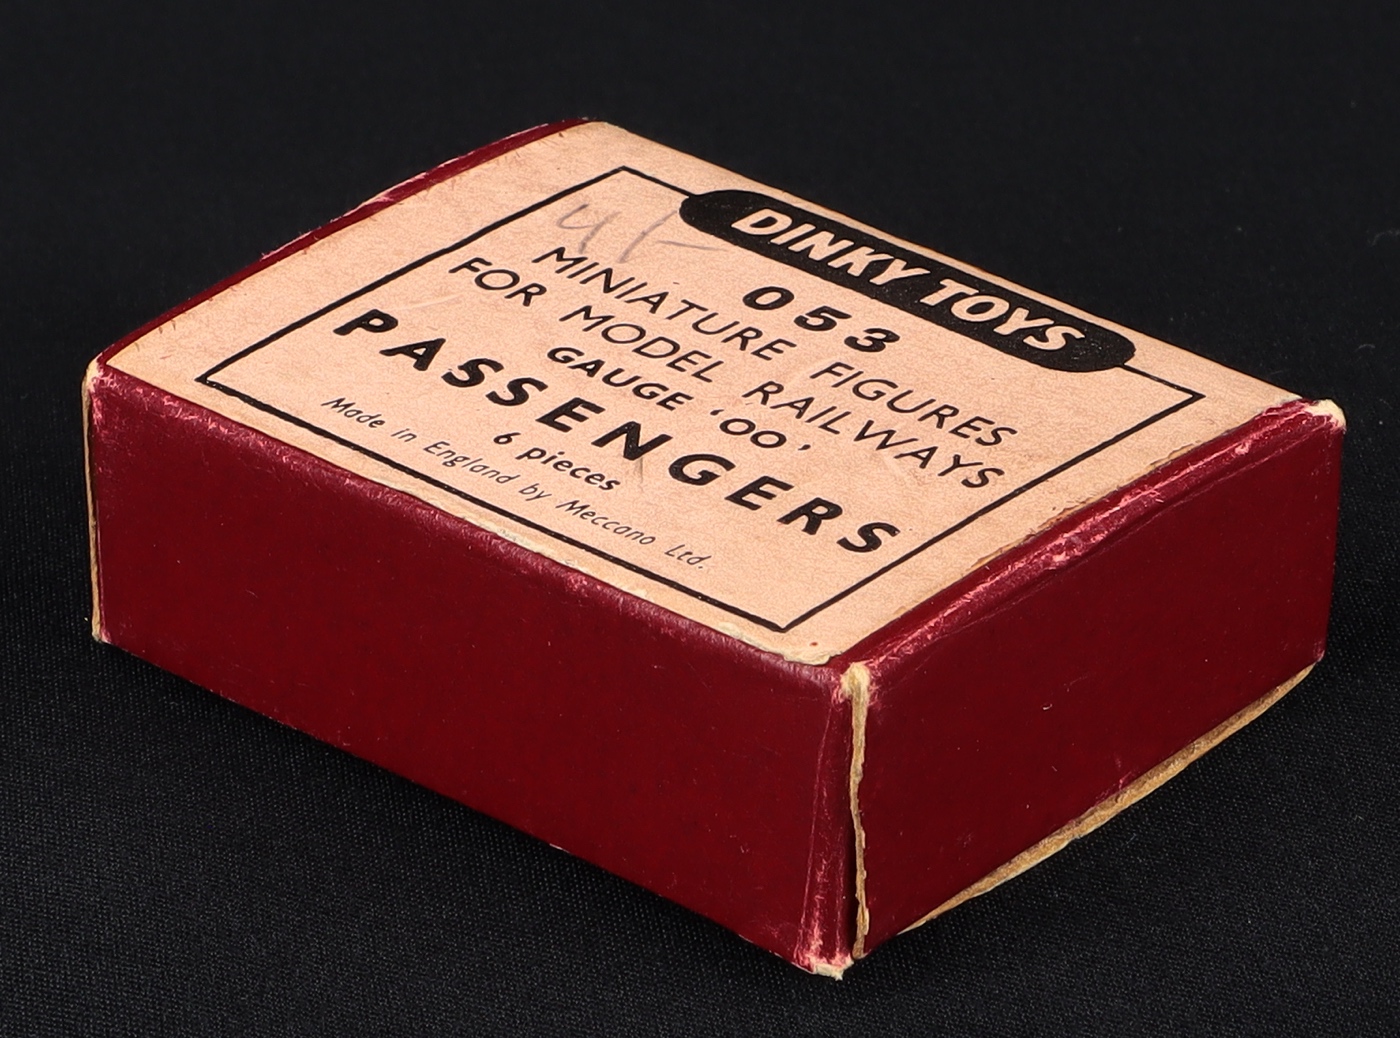 DINKY TOYS
053
MINIATURE FIGURES
FOR MODEL RAILWAYS
GAUGE ‘OO’
PASSENGERS
6 pieces
Made in England by Meccano Ltd.